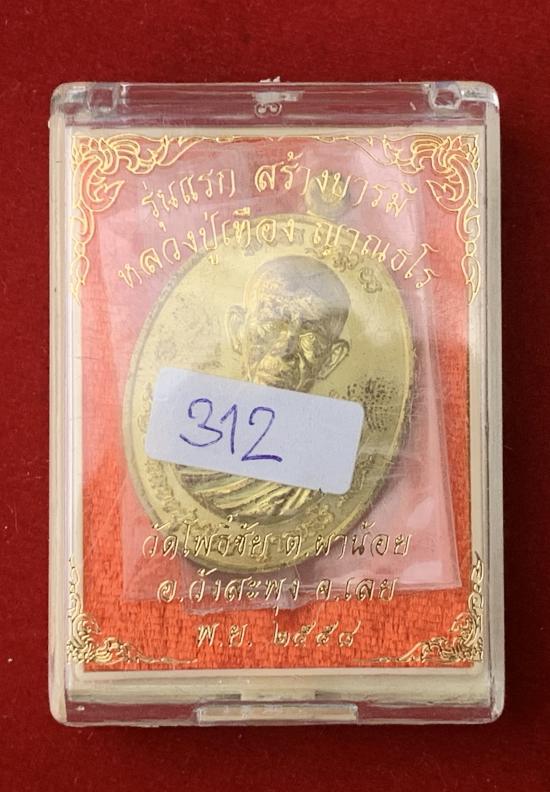 รุ่นแรก สร้างบารมี
หลวงปู่เทือง ญาณธโร
312
วัดโพธิ์ชัย ต.ผาน้อย
อ.วังสะพุง จ.เลย
พ.ย. ๒๕๕๘